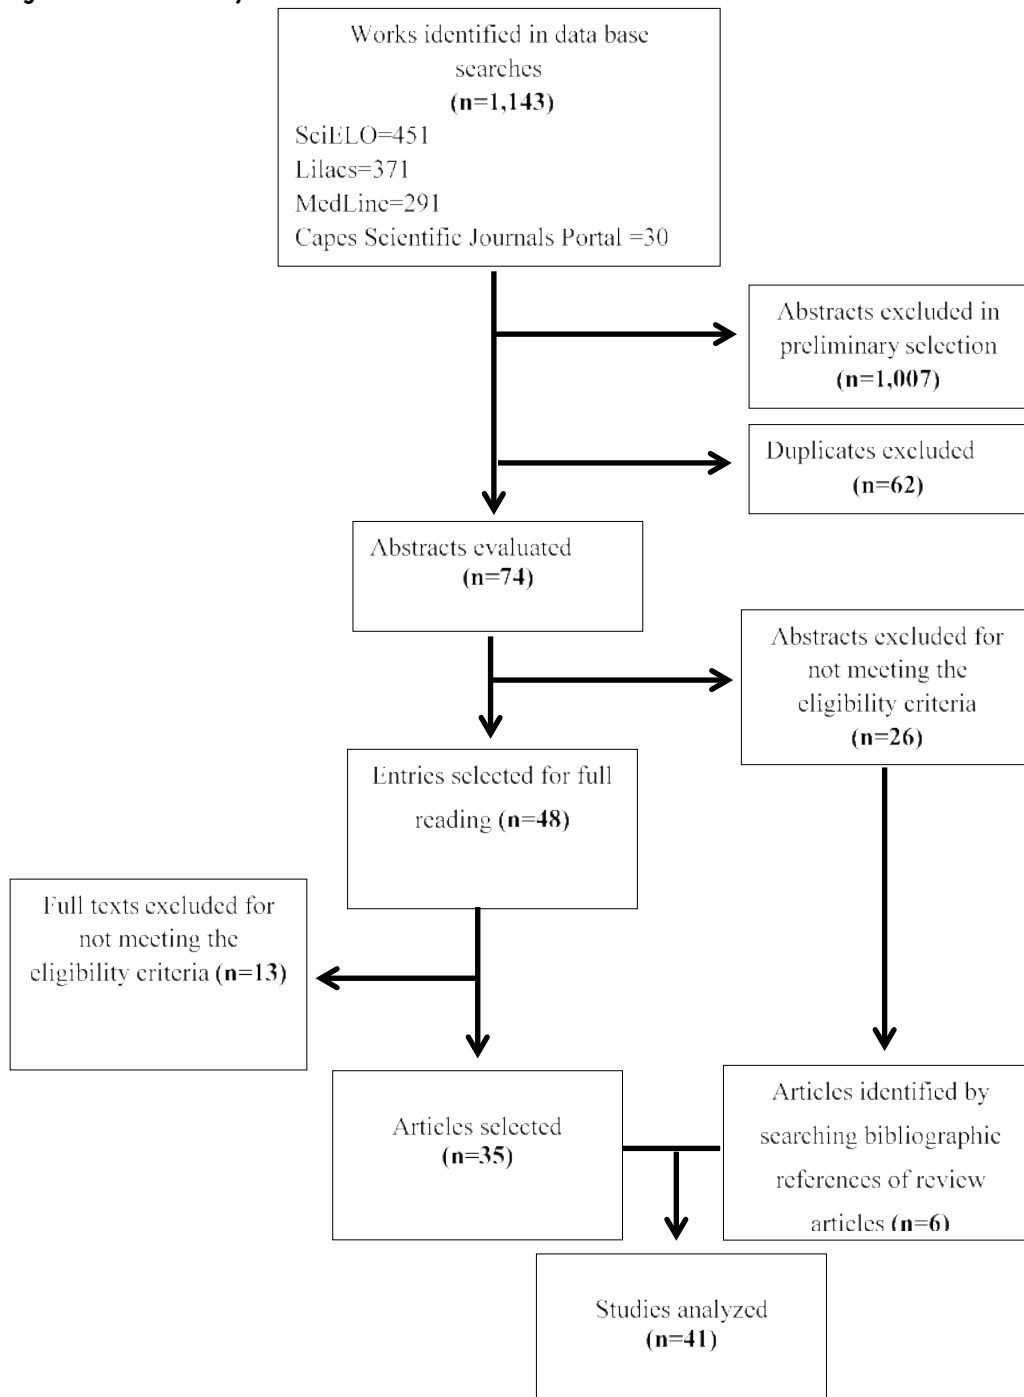 Works identified in data base
searches
(n=1,143)
SciELO=451
Lilacs=371
MedLine=291
Capes Scientific Journals Portal =30
Abstracts excluded in
preliminary selection
(n=1,007)
Duplicates excluded
(n=62)
Abstracts evaluated
(n=74)
Abstracts excluded for
not meeting the
eligibility criteria
(n=26)
Entries selected for full
reading (n=48)
Full texts excluded for
not meeting the
eligibility criteria (n=13)
Articles selected
(n=35)
Articles identified by
searching bibliographic
references of review
articles (n=6)
Studies analyzed
(n=41)